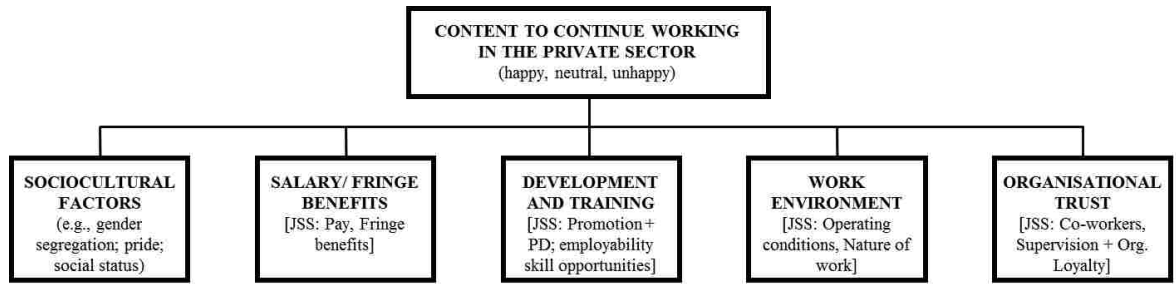 CONTENT TO CONTINUE WORKING
IN THE PRIVATE SECTOR
(happy, neutral, unhappy)
SOCIOCULTURAL
FACTORS
(e.g., gender
segregation; pride;
social status)
SALARY/ FRINGE
BENEFITS
[JSS: Pay, Fringe
benefits]
DEVELOPMENT
AND TRAINING
[JSS: Promotion +
PD; employability
skill opportunities]
WORK
ENVIRONMENT
[JSS: Operating
conditions, Nature of
work]
ORGANISATIONAL
TRUST
[JSS: Co-workers,
Supervision + Org.
Loyalty]